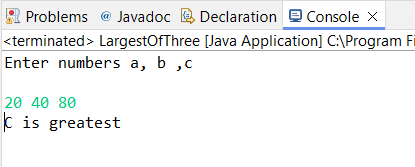 Problems @ Javadoc Declaration Console
<terminated> LargestOfThree [Java Application] C:\Program Fi
Enter numbers a, b ,c
20 40 80
C is greatest